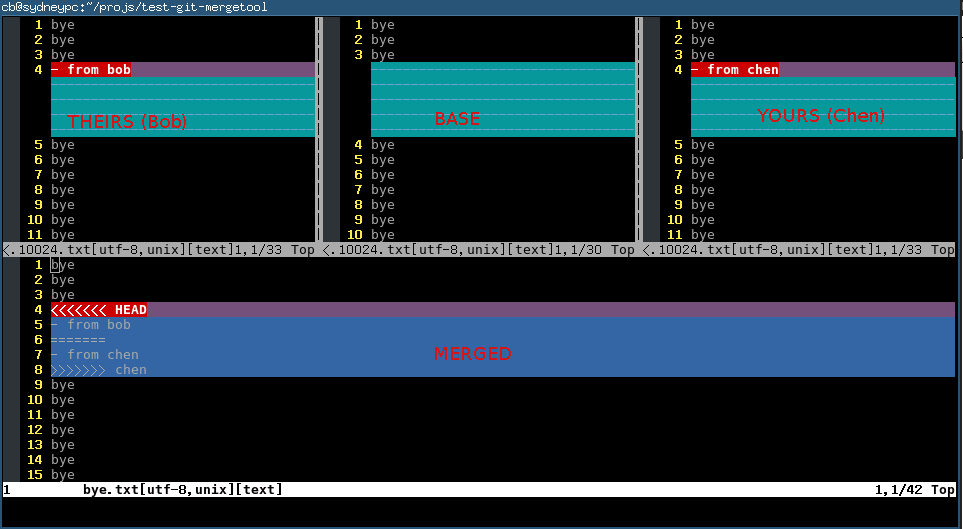 cb@sydneypc:~/projs/test-git-mergetool
1 bye
2 bye
3 bye
4 - from bob
THEIRS (Bob)
5 bye
6 bye
7 bye
8 bye
9 bye
10 bye
11 bye
<.10024.txt[utf-8,unix][text]1,1/33 Top
1 bye
2 bye
3 bye
BASE
4 bye
5 bye
6 bye
7 bye
8 bye
9 bye
10 bye
<.10024.txt[utf-8,unix][text]1,1/30 Top
1 bye
2 bye
3 bye
4 - from chen
YOURS (Chen)
5 bye
6 bye
7 bye
8 bye
9 bye
10 bye
11 bye
<.10024.txt[utf-8,unix][text]1,1/33 Top
1 bye
2 bye
3 bye
4 <<<<<<< HEAD
5 - from bob
6 =======
7 - from chen
8 >>>>>>> chen
MERGED
9 bye
10 bye
11 bye
12 bye
13 bye
14 bye
15 bye
1 bye.txt[utf-8,unix][text] 1,1/42 Top